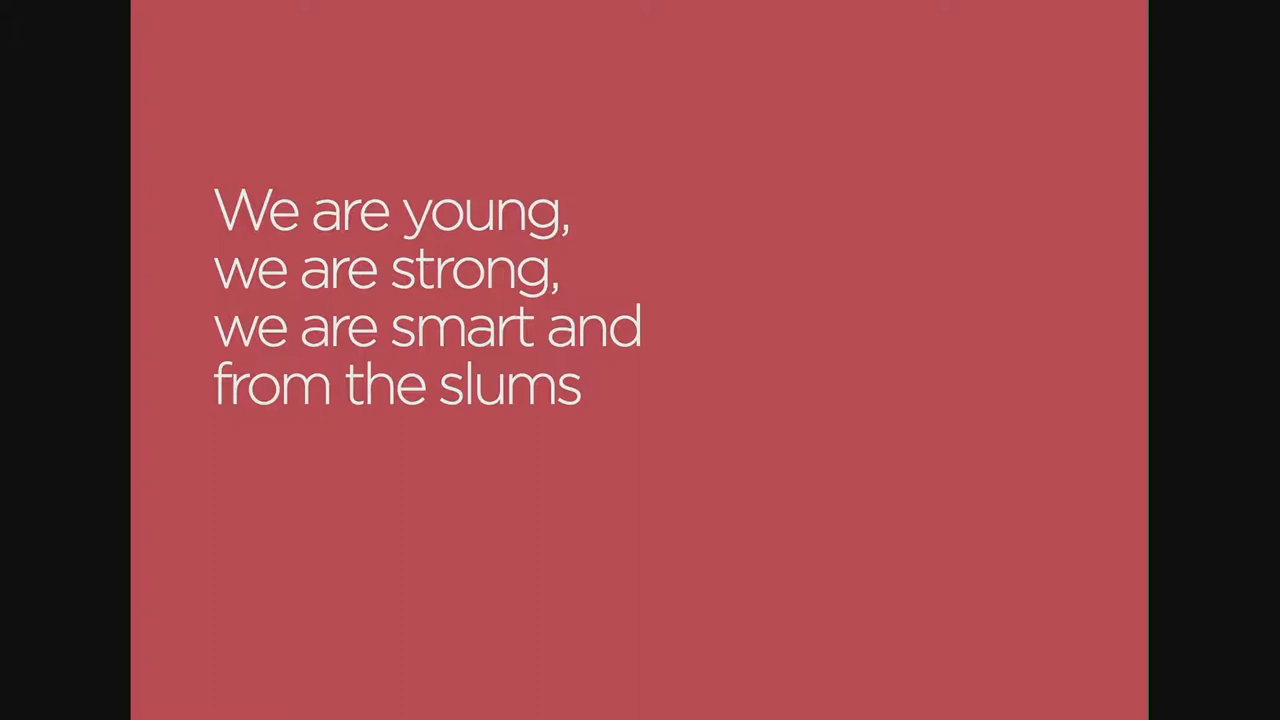 We are young,
we are strong,
we are smart and
from the slums